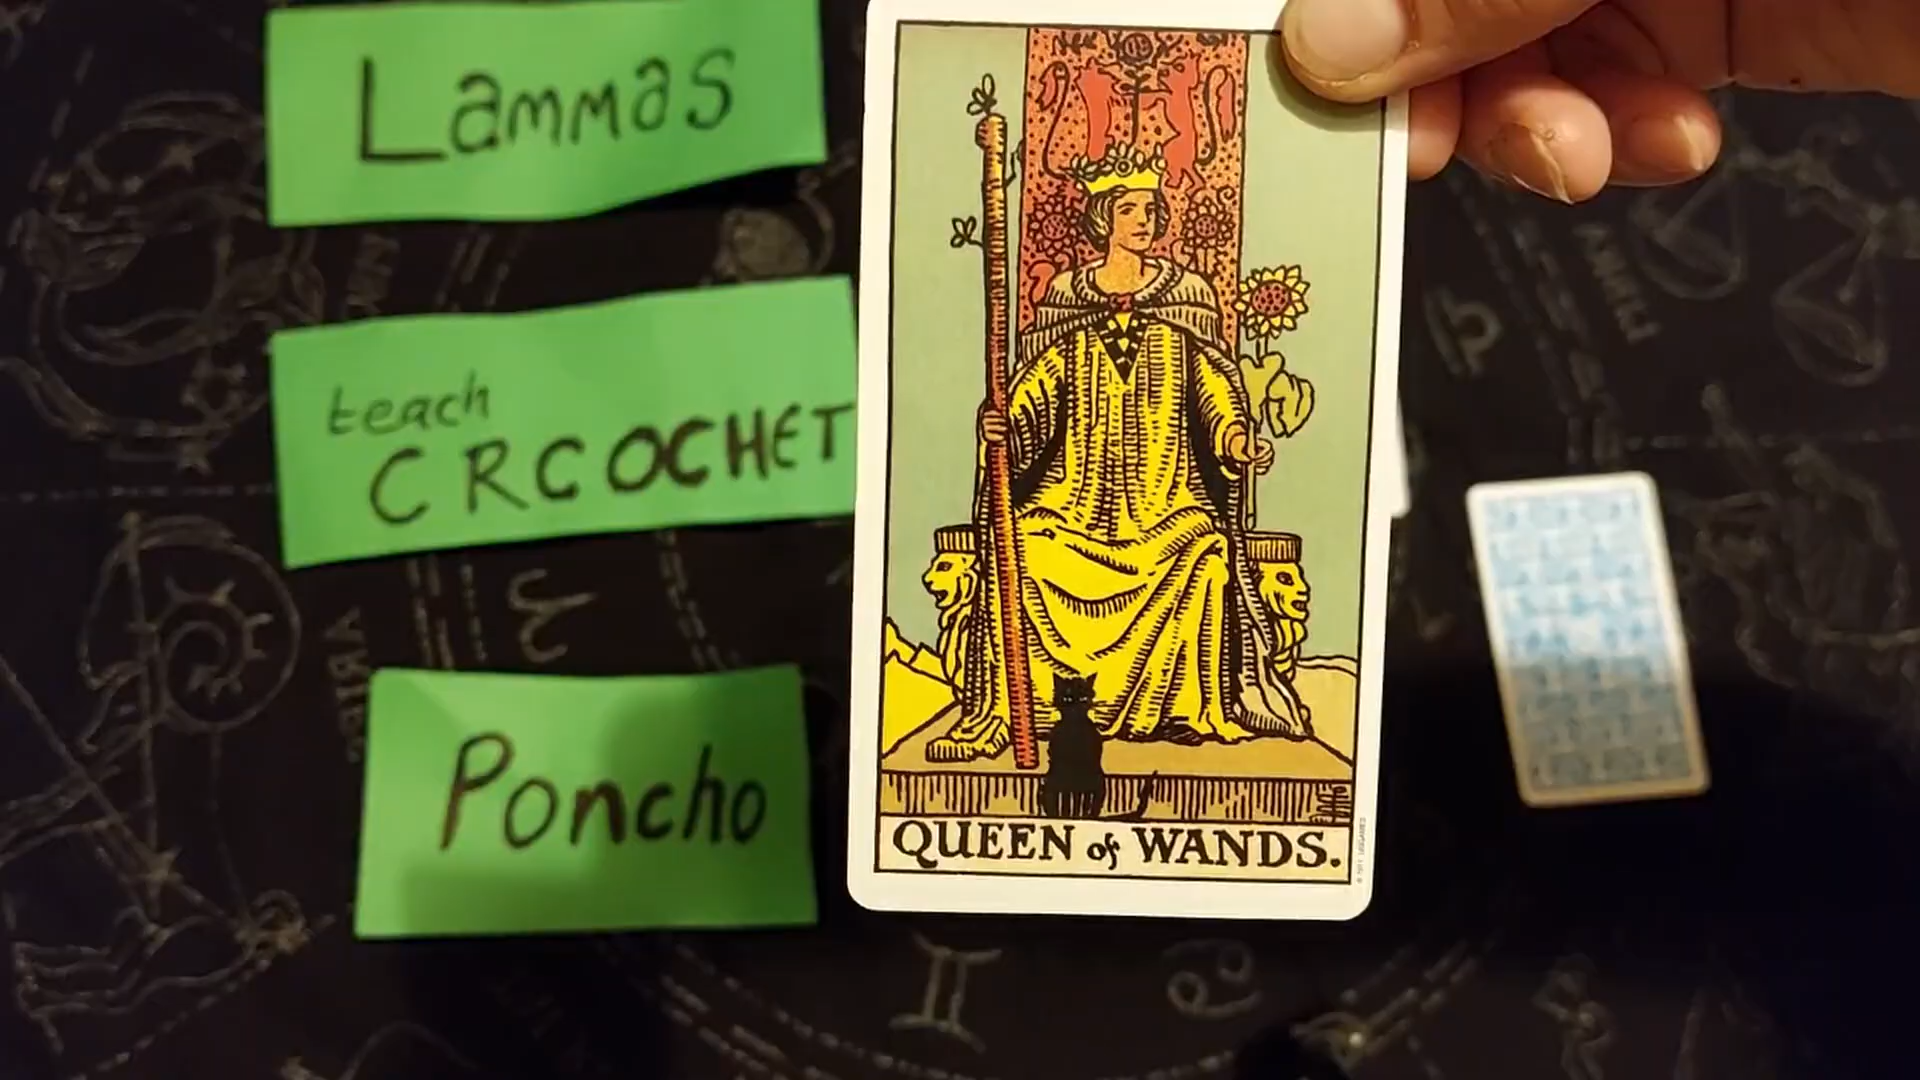 Lammas
teach
CRCOCHET
Poncho
QUEEN of WANDS.